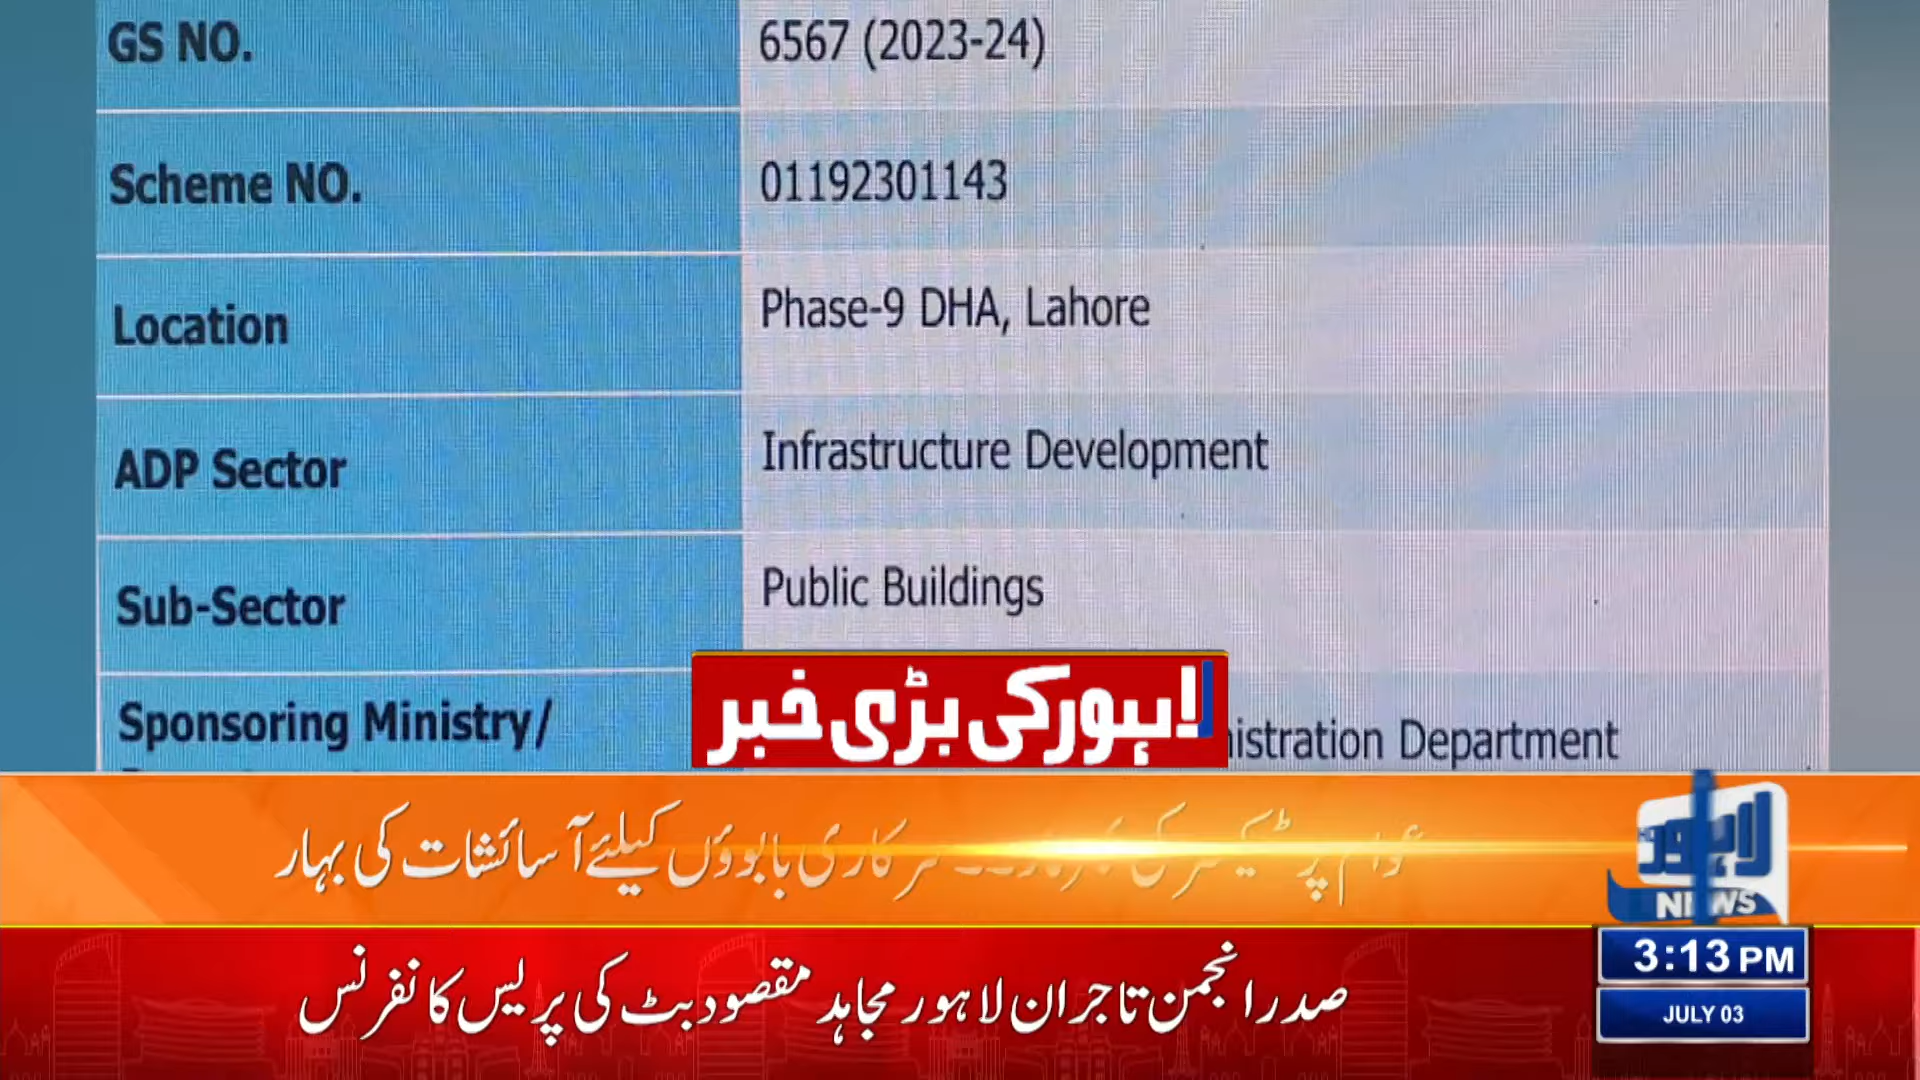 GS NO.
6567 (2023-24)
Scheme NO.
01192301143
Location
Phase-9 DHA, Lahore
ADP Sector
Infrastructure Development
Sub-Sector
Public Buildings
Sponsoring Ministry/
Department
لاہور کی بڑی خبر
سرکاری بابوؤں کیلئے آسائشات کی بہار
لاہور
NEWS
صدر انجمن تاجران لاہور مجاہد مقصود بٹ کی پریس کانفرنس
3:13 PM
JULY 03